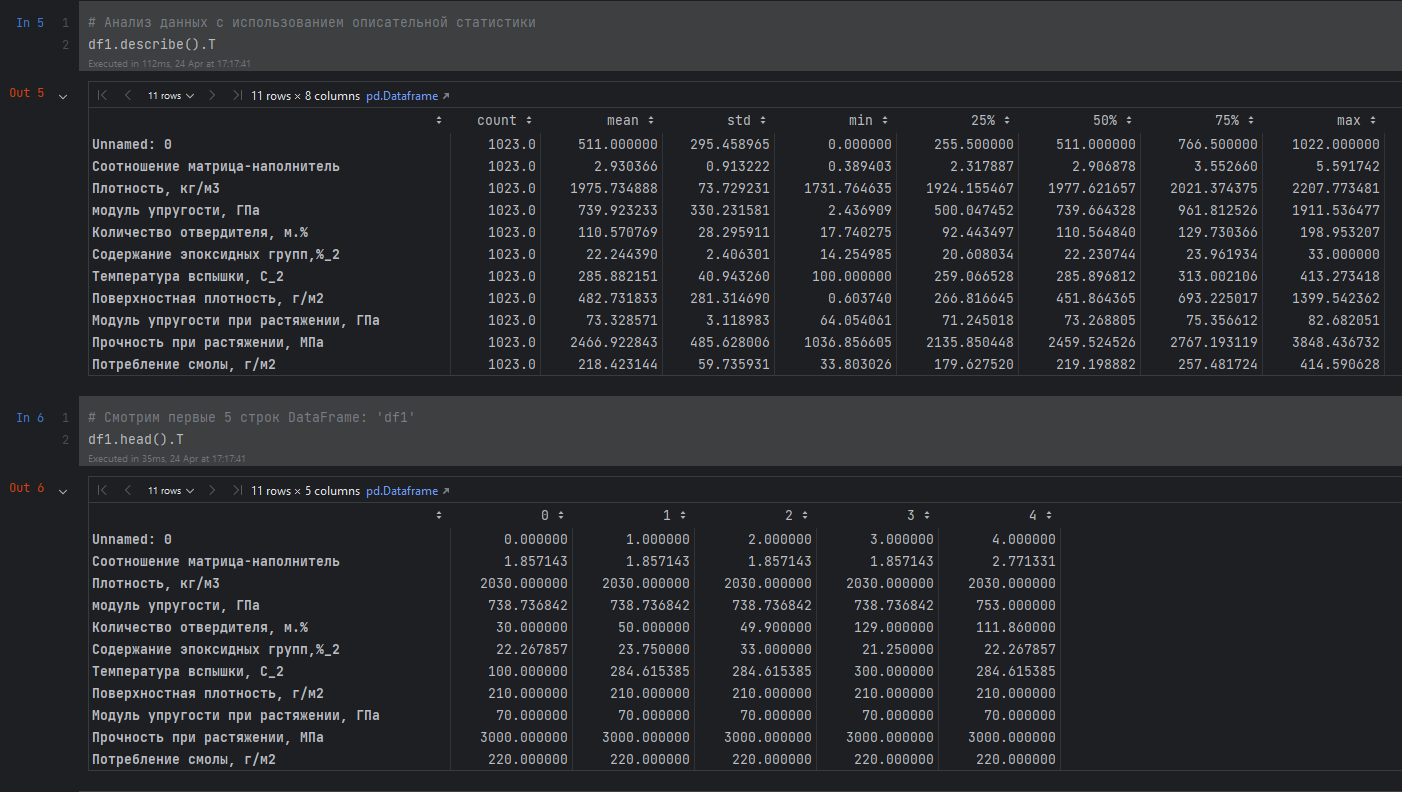 In 5 1 # Анализ данных с использованием описательной статистики
2 df1.describe().T
Executed in 112ms, 24 Apr at 17:17:41
Out 5 11 rows 11 rows × 8 columns pd.Dataframe
count mean std min 25% 50% 75% max
Unnamed: 0 1023.0 511.000000 295.458965 0.000000 255.500000 511.000000 766.500000 1022.000000
Соотношение матрица-наполнитель 1023.0 2.930366 0.913222 0.389403 2.317887 2.906878 3.552660 5.591742
Плотность, кг/м3 1023.0 1975.734888 73.729231 1731.764635 1924.155467 1977.621657 2021.374375 2207.773481
модуль упругости, ГПа 1023.0 739.923233 330.231581 2.436909 500.047452 739.664328 961.812526 1911.536477
Количество отвердителя, м.% 1023.0 110.570769 28.295911 17.740275 92.443497 110.564840 129.730366 198.953207
Содержание эпоксидных групп,%_2 1023.0 22.244390 2.406301 14.254985 20.608034 22.230744 23.961934 33.000000
Температура вспышки, С_2 1023.0 285.882151 40.943260 100.000000 259.066528 285.896812 313.002106 413.273418
Поверхностная плотность, г/м2 1023.0 482.731833 281.314690 0.603740 266.816645 451.864365 693.225017 1399.542362
Модуль упругости при растяжении, ГПа 1023.0 73.328571 3.118983 64.054061 71.245018 73.268805 75.356612 82.682051
Прочность при растяжении, МПа 1023.0 2466.922843 485.628006 1036.856605 2135.850448 2459.524526 2767.193119 3848.436732
Потребление смолы, г/м2 1023.0 218.423144 59.735931 33.803026 179.627520 219.198882 257.481724 414.590628
In 6 1 # Смотрим первые 5 строк DataFrame: 'df1'
2 df1.head().T
Executed in 35ms, 24 Apr at 17:17:41
Out 6 11 rows 11 rows × 5 columns pd.Dataframe
0 1 2 3 4
Unnamed: 0 0.000000 1.000000 2.000000 3.000000 4.000000
Соотношение матрица-наполнитель 1.857143 1.857143 1.857143 1.857143 2.771331
Плотность, кг/м3 2030.000000 2030.000000 2030.000000 2030.000000 2030.000000
модуль упругости, ГПа 738.736842 738.736842 738.736842 738.736842 753.000000
Количество отвердителя, м.% 30.000000 50.000000 49.900000 129.000000 111.860000
Содержание эпоксидных групп,%_2 22.267857 23.750000 33.000000 21.250000 22.267857
Температура вспышки, С_2 100.000000 284.615385 284.615385 300.000000 284.615385
Поверхностная плотность, г/м2 210.000000 210.000000 210.000000 210.000000 210.000000
Модуль упругости при растяжении, ГПа 70.000000 70.000000 70.000000 70.000000 70.000000
Прочность при растяжении, МПа 3000.000000 3000.000000 3000.000000 3000.000000 3000.000000
Потребление смолы, г/м2 220.000000 220.000000 220.000000 220.000000 220.000000